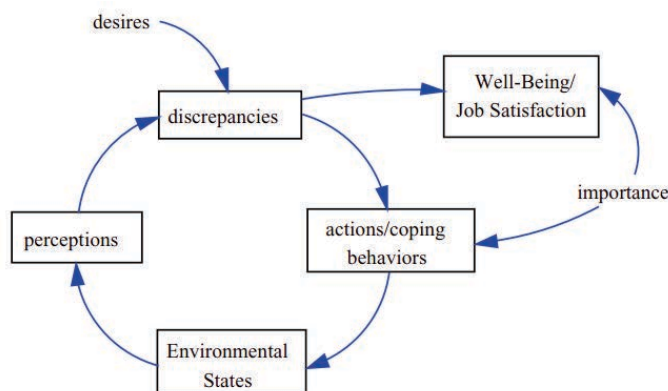 desires
discrepancies
Well-Being/
Job Satisfaction
importance
perceptions
actions/coping
behaviors
Environmental
States